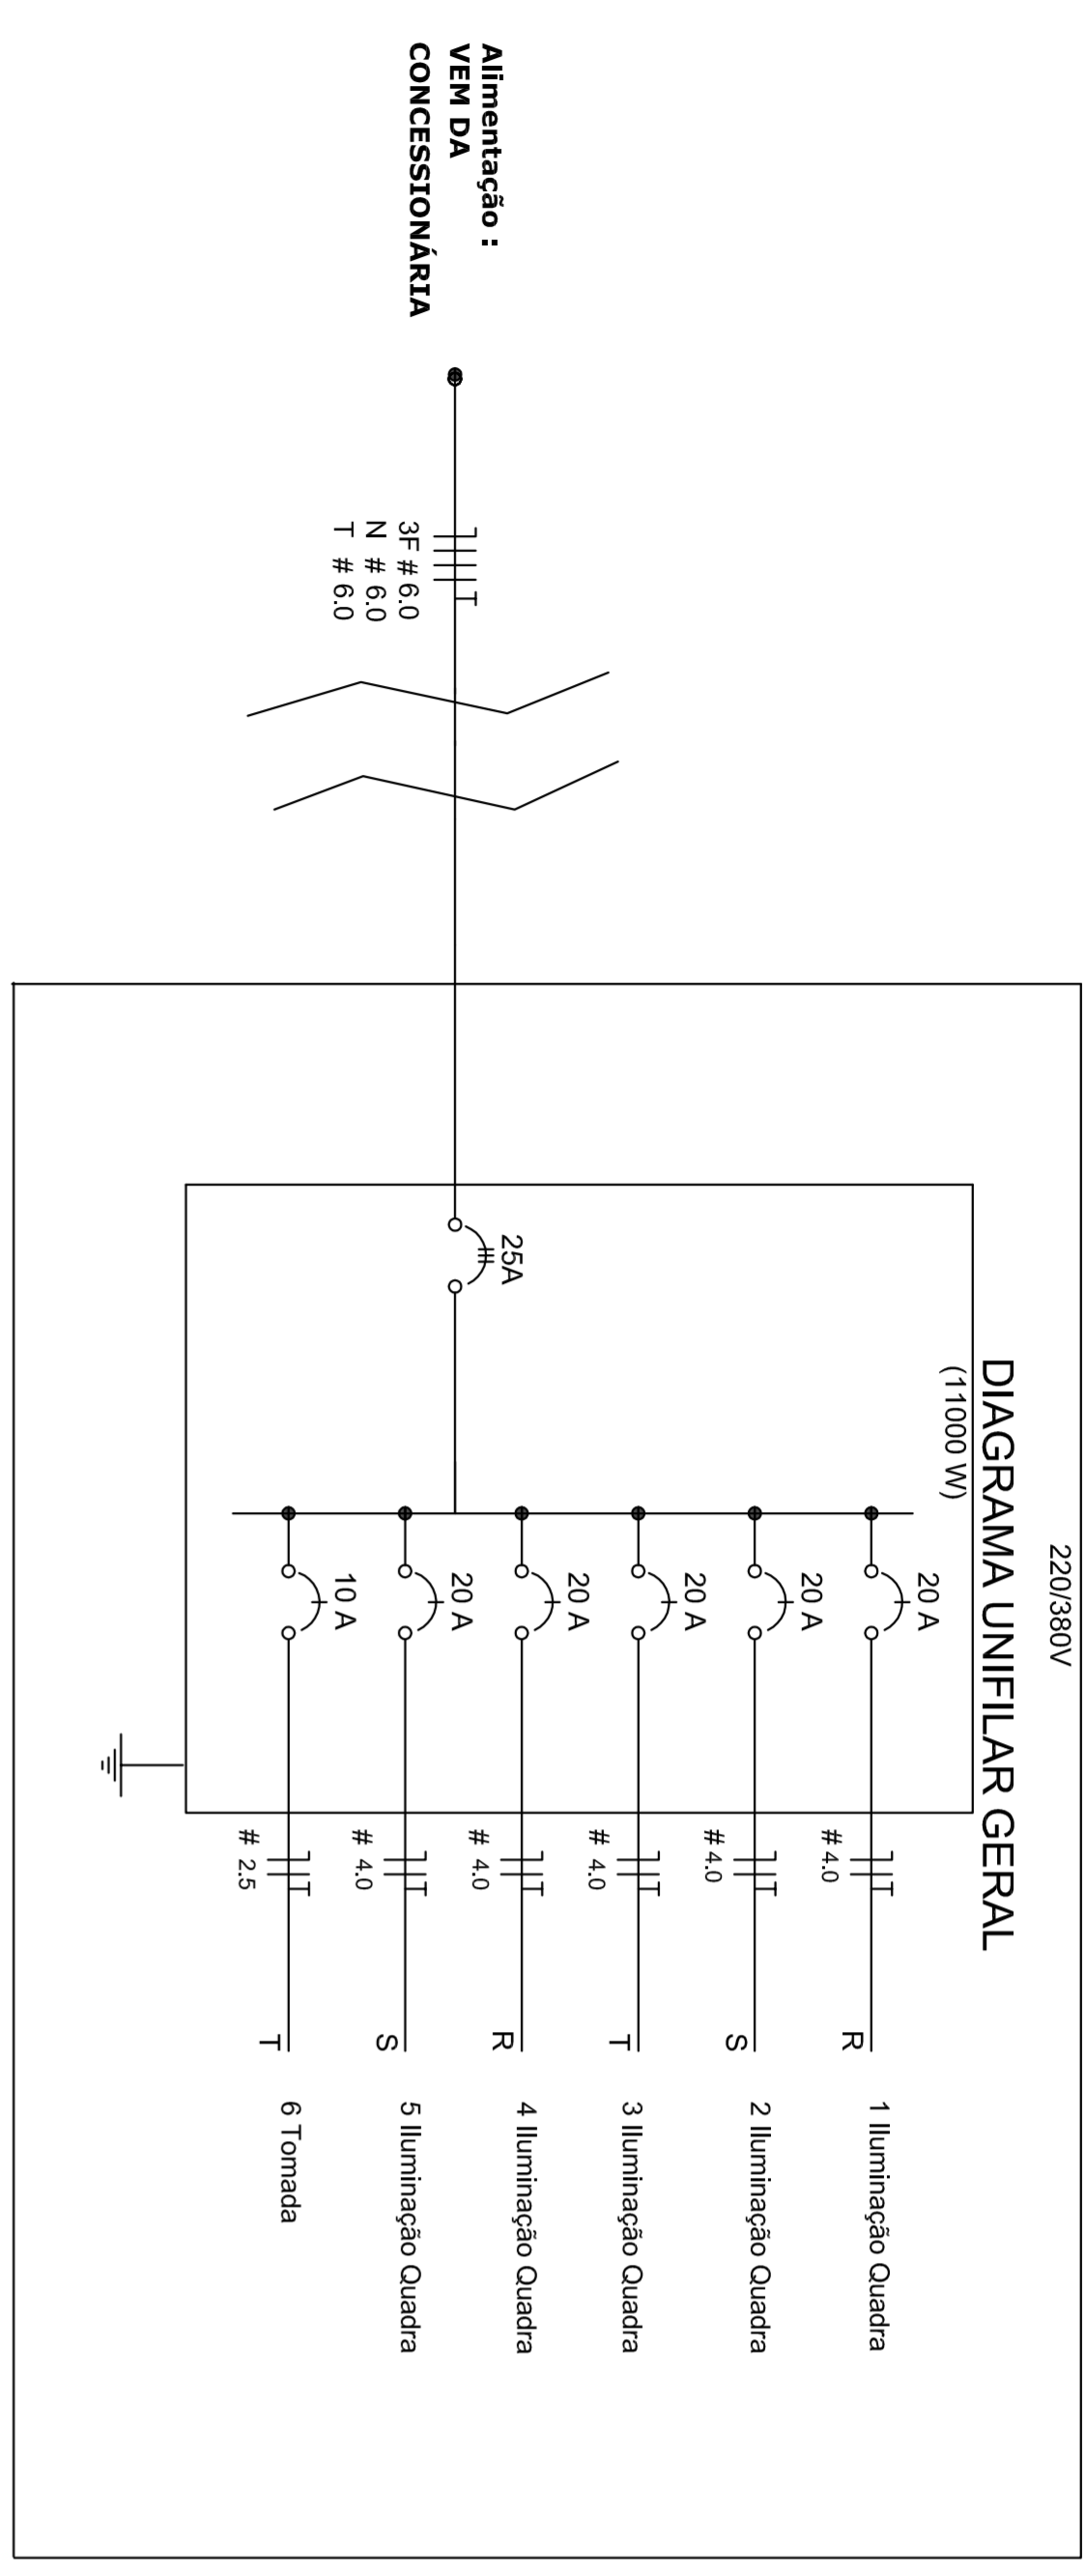 220/380V
DIAGRAMA UNIFILAR GERAL
(11000 W)
Alimentação :
VEM DA
CONCESSIONÁRIA
T
3F # 6.0
N # 6.0
T # 6.0
25A
20 A
# 4.0
T
R
1 Iluminação Quadra
20 A
# 4.0
T
S
2 Iluminação Quadra
20 A
# 4.0
T
T
3 Iluminação Quadra
20 A
# 4.0
T
R
4 Iluminação Quadra
20 A
# 4.0
T
S
5 Iluminação Quadra
10 A
# 2.5
T
T
6 Tomada